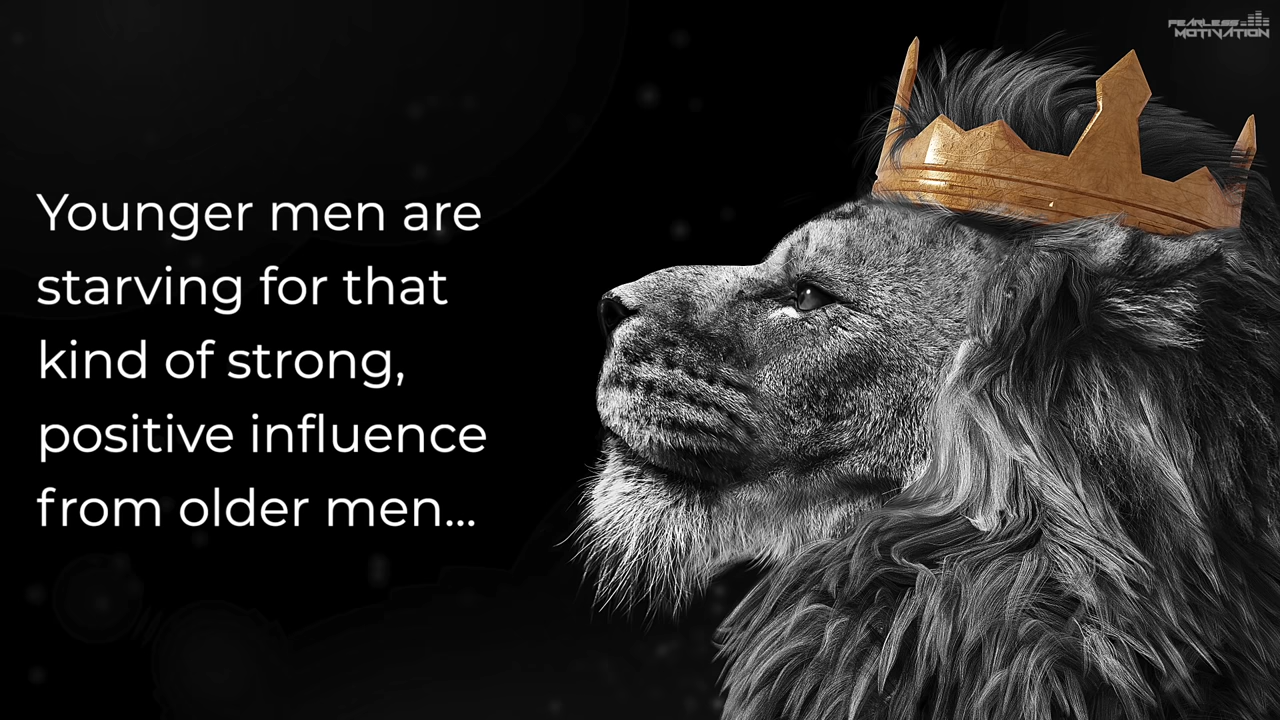 FEARLESS
MOTIVATION
Younger men are
starving for that
kind of strong,
positive influence
from older men...